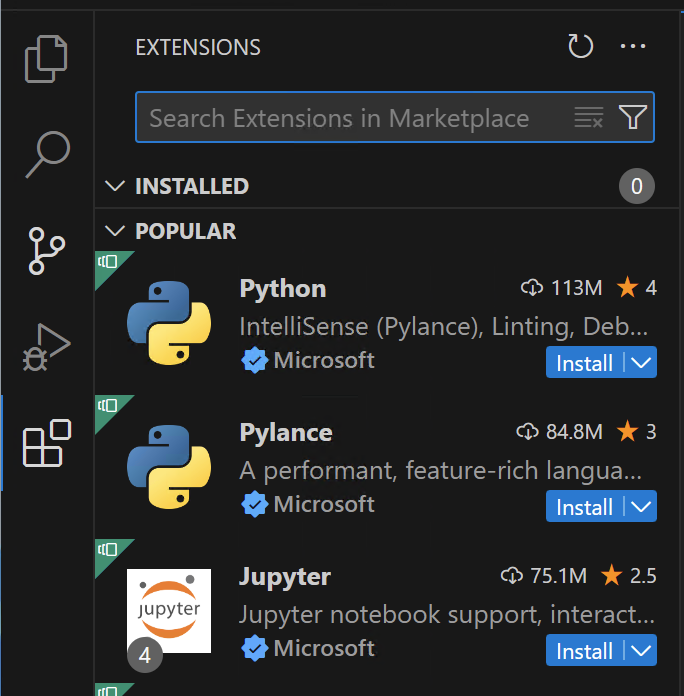 EXTENSIONS
Search Extensions in Marketplace
INSTALLED 0
POPULAR
Python 113M 4
IntelliSense (Pylance), Linting, Deb...
Microsoft Install
Pylance 84.8M 3
A performant, feature-rich langua...
Microsoft Install
Jupyter 75.1M 2.5
jupyter
Jupyter notebook support, interact...
4
Microsoft Install